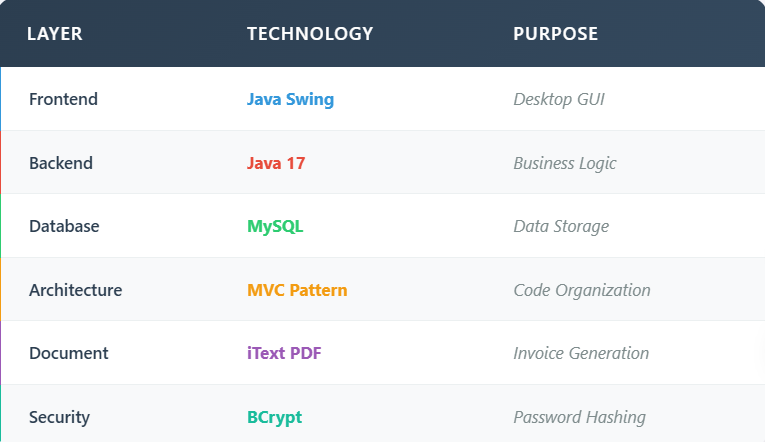 LAYER TECHNOLOGY PURPOSE
Frontend Java Swing Desktop GUI
Backend Java 17 Business Logic
Database MySQL Data Storage
Architecture MVC Pattern Code Organization
Document iText PDF Invoice Generation
Security BCrypt Password Hashing